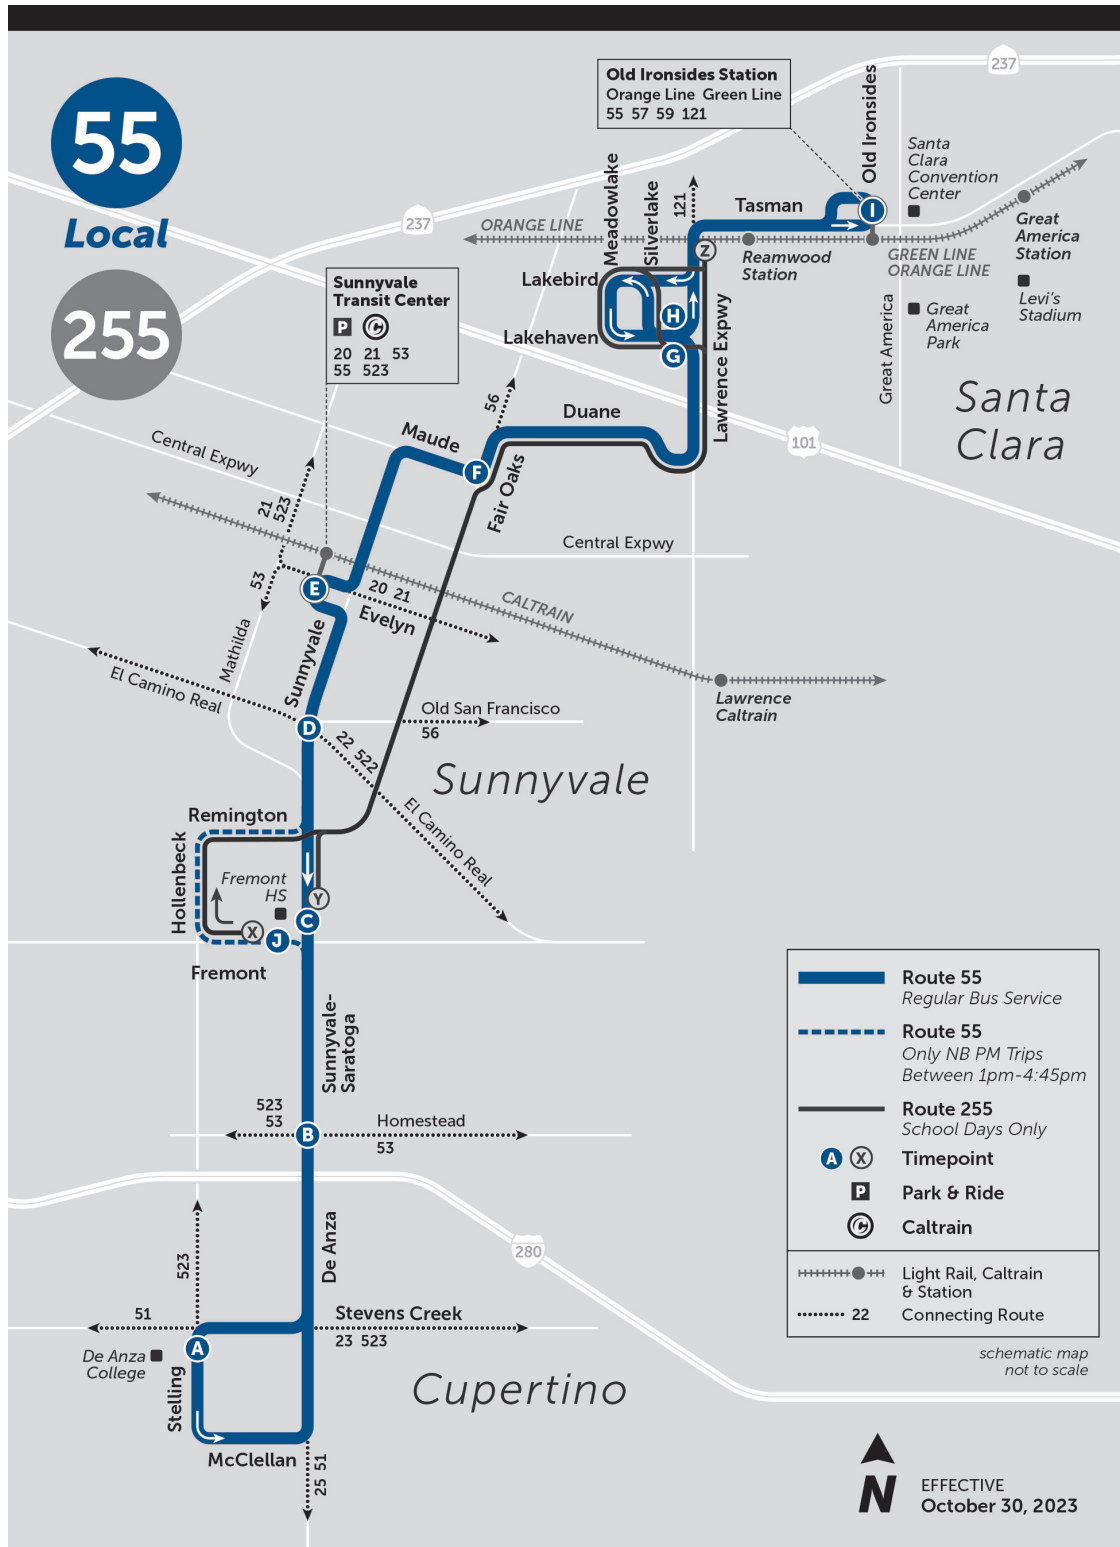 55
Local
255
Old Ironsides Station
Orange Line Green Line
55 57 59 121
Old Ironsides
237
Santa
Clara
Convention
Center
Meadowlake
Silverlake
121
Tasman
I
237
ORANGE LINE
Z
Reamwood
Station
GREEN LINE
ORANGE LINE
Great
America
Station
Sunnyvale
Transit Center
P C
20 21 53
55 523
Lakebird
H
Lakehaven
G
Lawrence Expwy
Great America
Great
America
Park
Levi's
Stadium
Santa
Clara
56
Duane
Maude
F
Fair Oaks
101
Central Expwy
21
523
Central Expwy
53
E
20 21
Evelyn
CALTRAIN
Mathilda
Sunnyvale
El Camino Real
D
Old San Francisco
56
Lawrence
Caltrain
22 522
Sunnyvale
El Camino Real
Remington
Hollenbeck
Fremont
HS
Y
C
X
J
Fremont
Sunnyvale-
Saratoga
523
53
B
Homestead
53
De Anza
280
523
51
Stevens Creek
23 523
A
De Anza
College
Stelling
McClellan
25 51
Cupertino
Route 55
Regular Bus Service
Route 55
Only NB PM Trips
Between 1pm-4:45pm
Route 255
School Days Only
A X Timepoint
P Park & Ride
C Caltrain
Light Rail, Caltrain
& Station
22 Connecting Route
schematic map
not to scale
N
EFFECTIVE
October 30, 2023